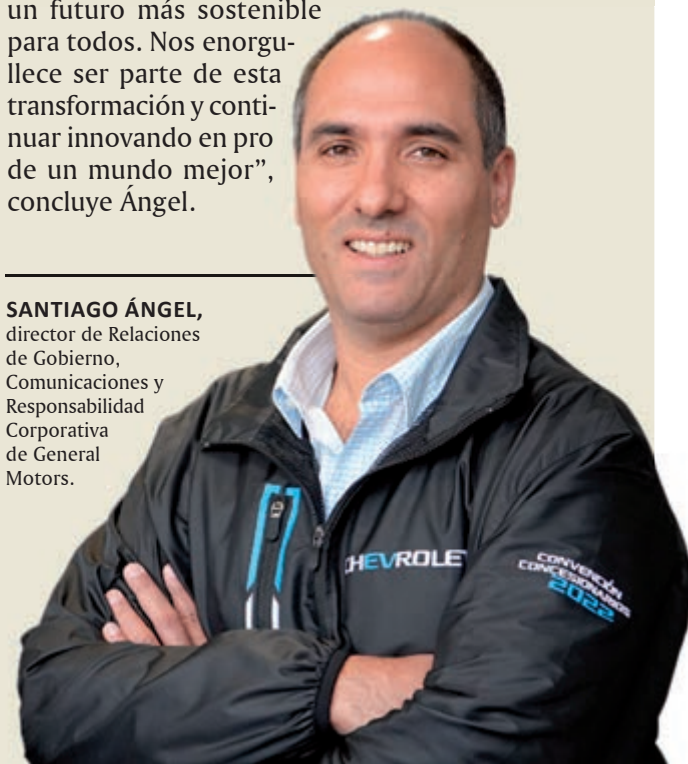 un futuro más sostenible
para todos. Nos enorgu-
llece ser parte de esta
transformación y conti-
nuar innovando en pro
de un mundo mejor”,
concluye Ángel.
SANTIAGO ÁNGEL,
director de Relaciones
de Gobierno,
Comunicaciones y
Responsabilidad
Corporativa
de General
Motors.
CHEVROLE
CONVENCIÓN
CONCESIONARIOS
2022